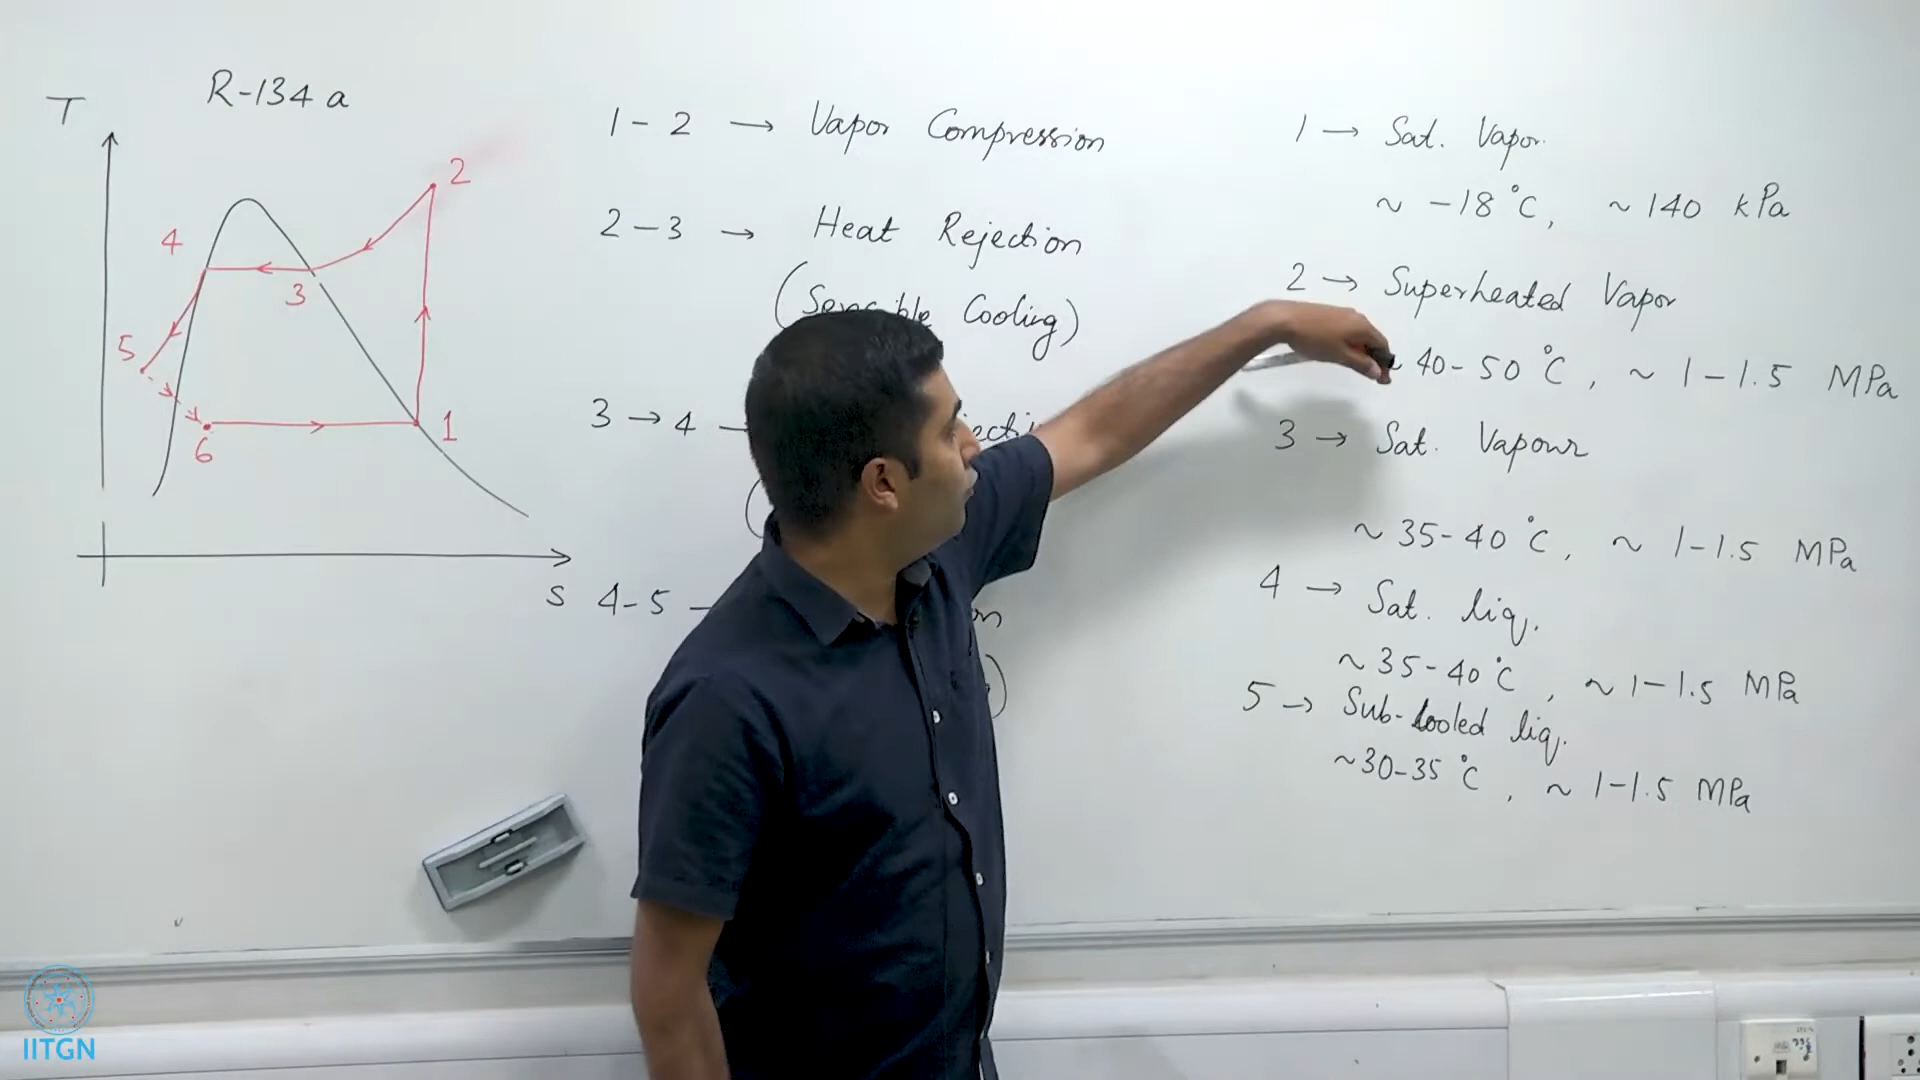 T
R-134 a
2
4
3
5
6
1
S
1 - 2 → Vapor Compression
2 - 3 → Heat Rejection
(Sensible Cooling)
3 → 4 →
4 - 5 →
1 → Sat. Vapor.
~ -18 °C, ~ 140 kPa
2 → Superheated Vapor
~ 40 - 50 °C, ~ 1 - 1.5 MPa
3 → Sat. Vapour
~ 35 - 40 °C, ~ 1 - 1.5 MPa
4 → Sat. liq.
~ 35 - 40 °C, ~ 1 - 1.5 MPa
5 → Sub-Cooled liq.
~ 30 - 35 °C, ~ 1 - 1.5 MPa
IITGN